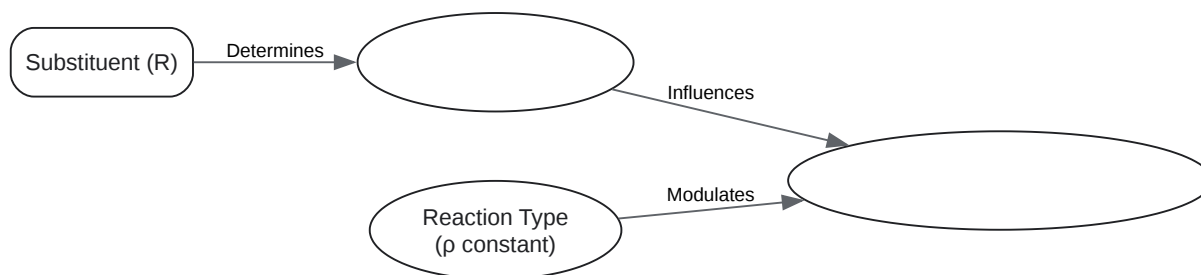 Substituent (R)
Determines
Influences
Reaction Type
(ρ constant)
Modulates